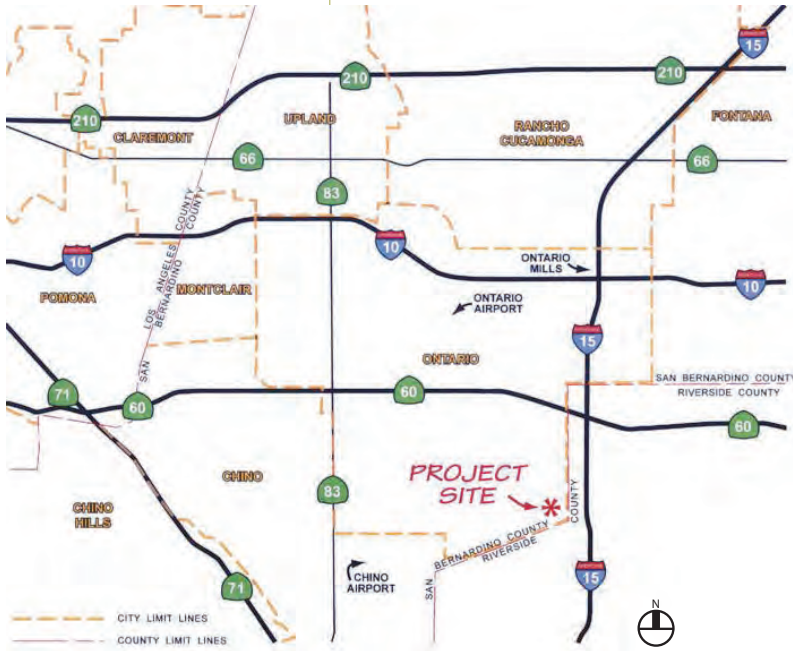 15
210
210
210
CLAREMONT
UPLAND
RANCHO
CUCAMONGA
FONTANA
66
66
83
10
10
10
LOS ANGELES COUNTY
SAN BERNARDINO COUNTY
POMONA
MONTCLAIR
ONTARIO
MILLS
ONTARIO
AIRPORT
15
ONTARIO
71
60
60
60
SAN BERNARDINO COUNTY
RIVERSIDE COUNTY
CHINO
CHINO
HILLS
83
PROJECT
SITE
*
COUNTY
SAN BERNARDINO COUNTY
RIVERSIDE
CHINO
AIRPORT
71
15
CITY LIMIT LINES
COUNTY LIMIT LINES
N